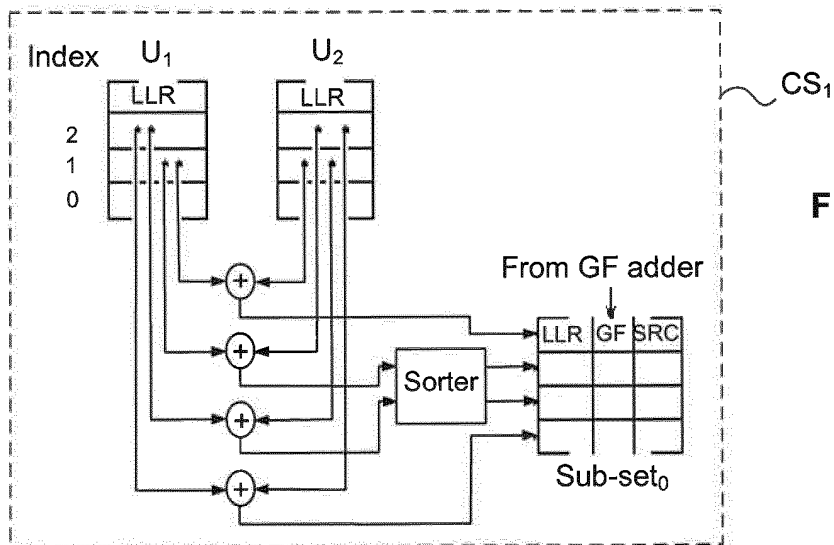 Index U₁ U₂
LLR LLR
CS₁
2
1
0
F
+
From GF adder
LLR GF SRC
+
Sorter
+
Sub-set₀
+